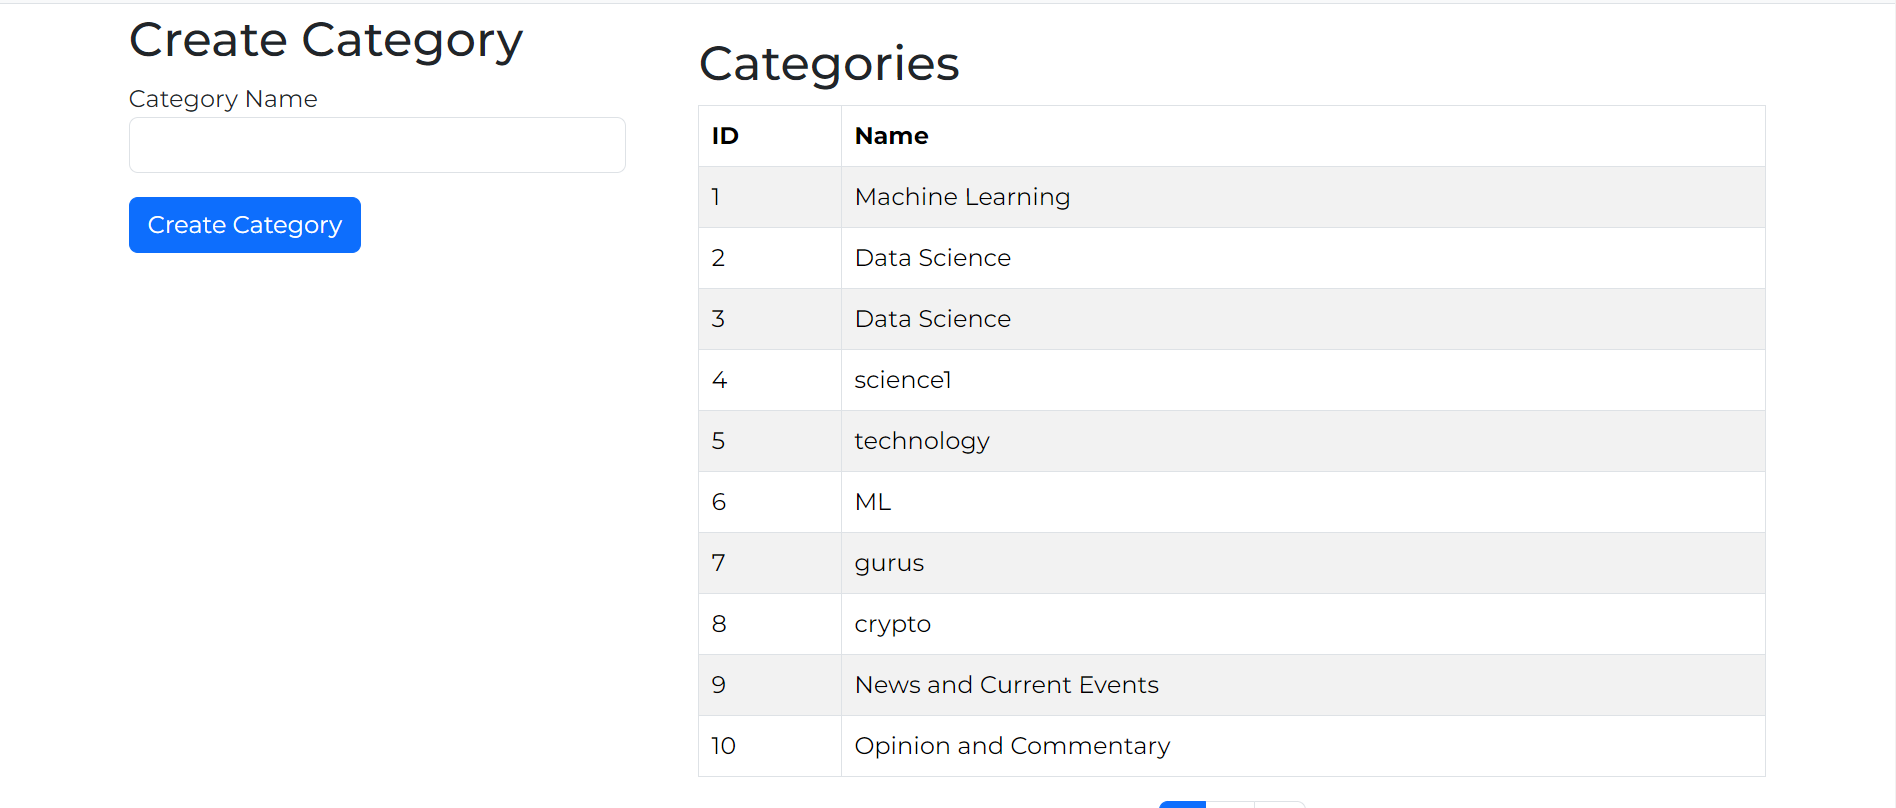 Create Category
Category Name
Create Category
Categories
ID Name
1 Machine Learning
2 Data Science
3 Data Science
4 science1
5 technology
6 ML
7 gurus
8 crypto
9 News and Current Events
10 Opinion and Commentary